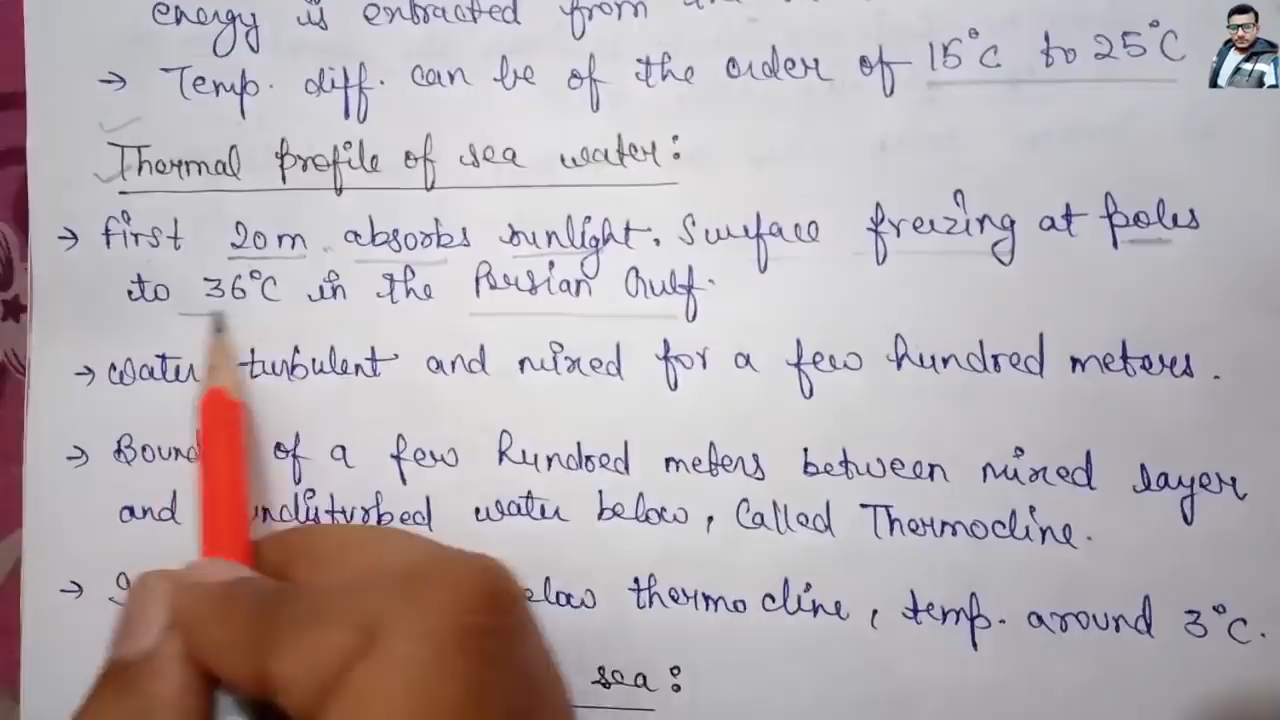 energy is extracted from
→ Temp. diff. can be of the order of 15°C to 25°C
Thermal profile of sea water:
→ first 20m absorbs sunlight. Surface freezing at poles
to 36°C in the Persian Gulf.
→ Water turbulent and mixed for a few hundred meters.
→ Bound of a few hundred meters between mixed layer
and undisturbed water below, Called Thermocline.
→ below thermocline, temp. around 3°C.
sea: